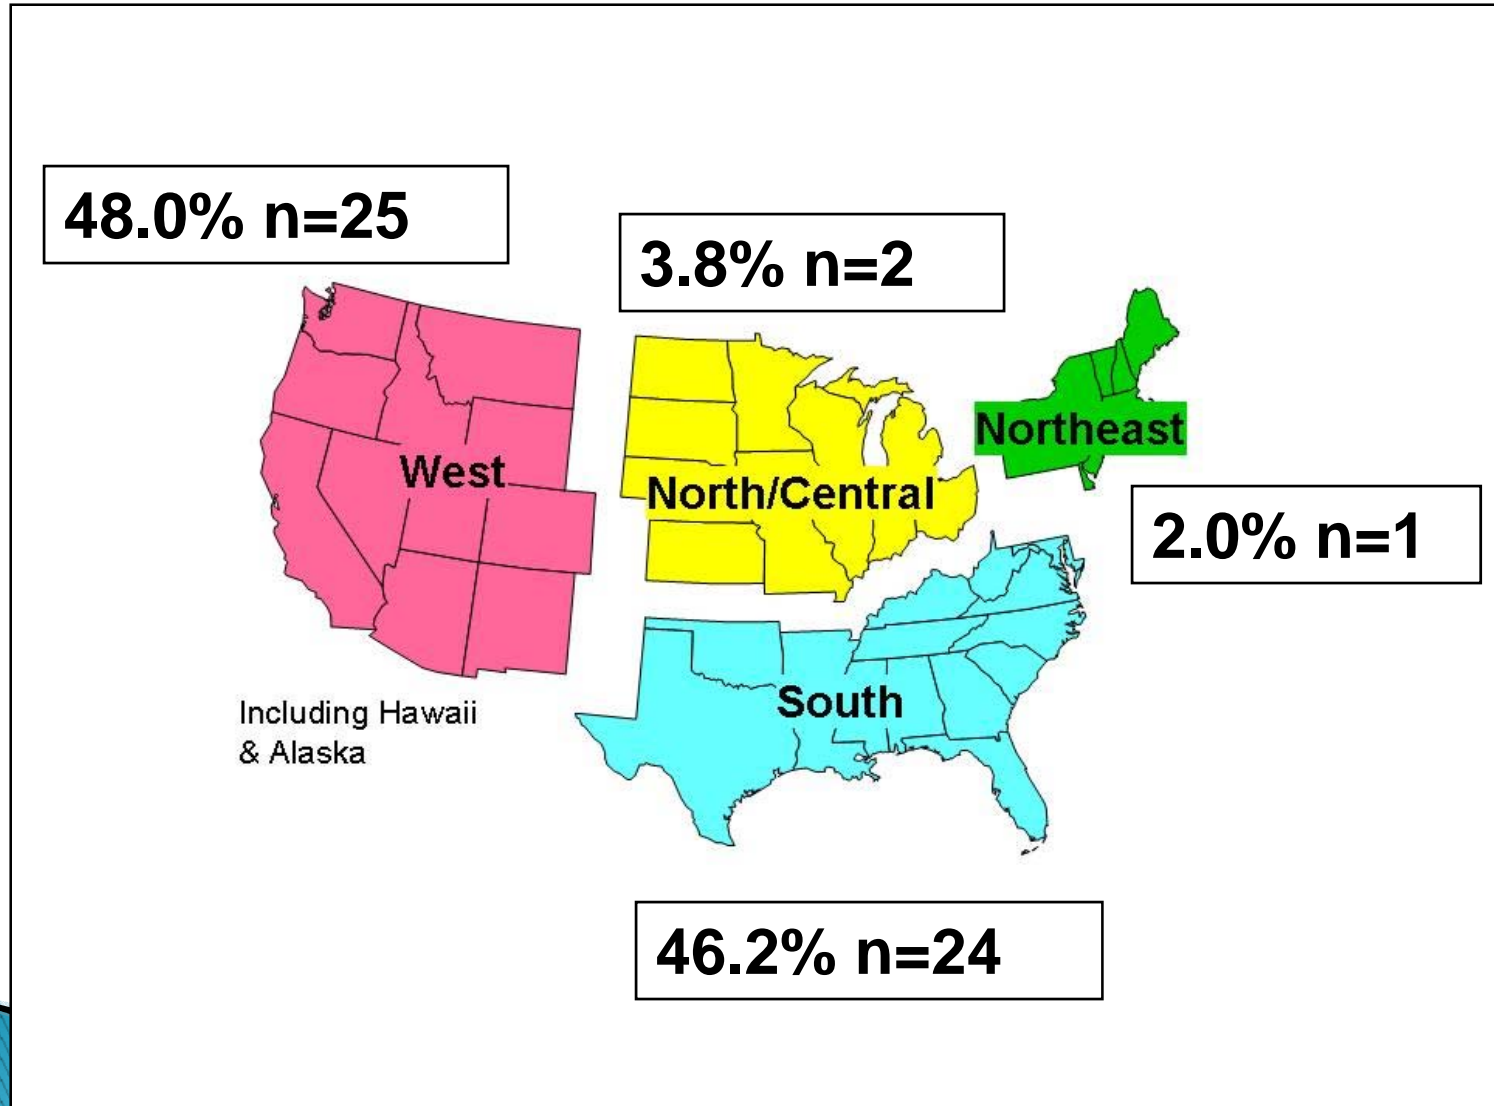 48.0% n=25
3.8% n=2
Northeast
West
North/Central
2.0% n=1
South
Including Hawaii
& Alaska
46.2% n=24